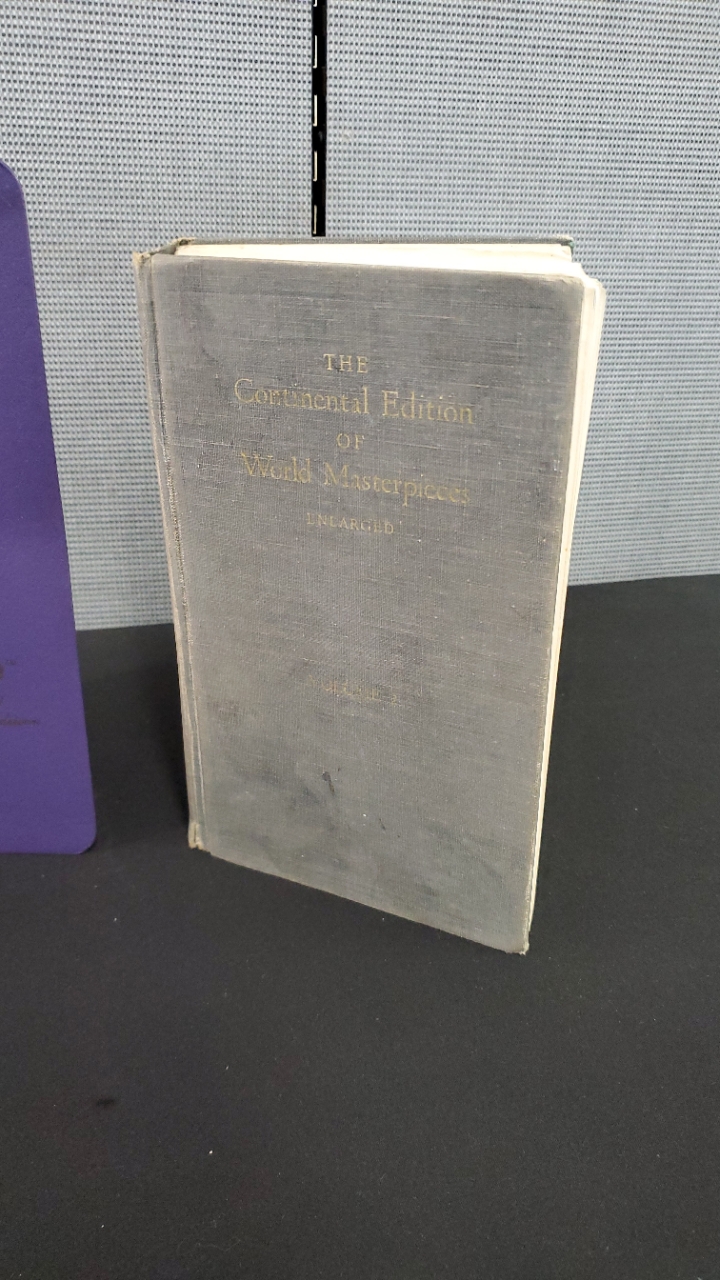 THE
Continental Edition
OF
World Masterpieces
ENLARGED